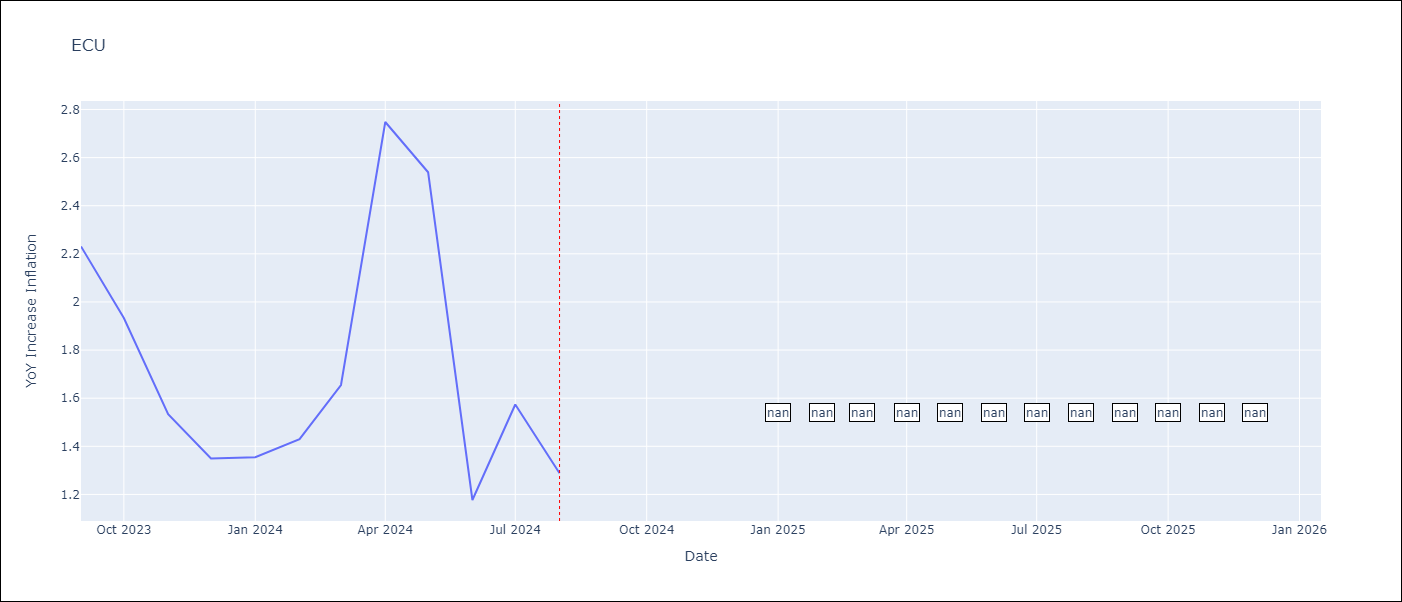 ECU
YoY Increase Inflation
2.8
2.6
2.4
2.2
2
1.8
1.6
1.4
1.2
nan nan nan nan nan nan nan nan nan nan nan nan
Oct 2023 Jan 2024 Apr 2024 Jul 2024 Oct 2024 Jan 2025 Apr 2025 Jul 2025 Oct 2025 Jan 2026
Date